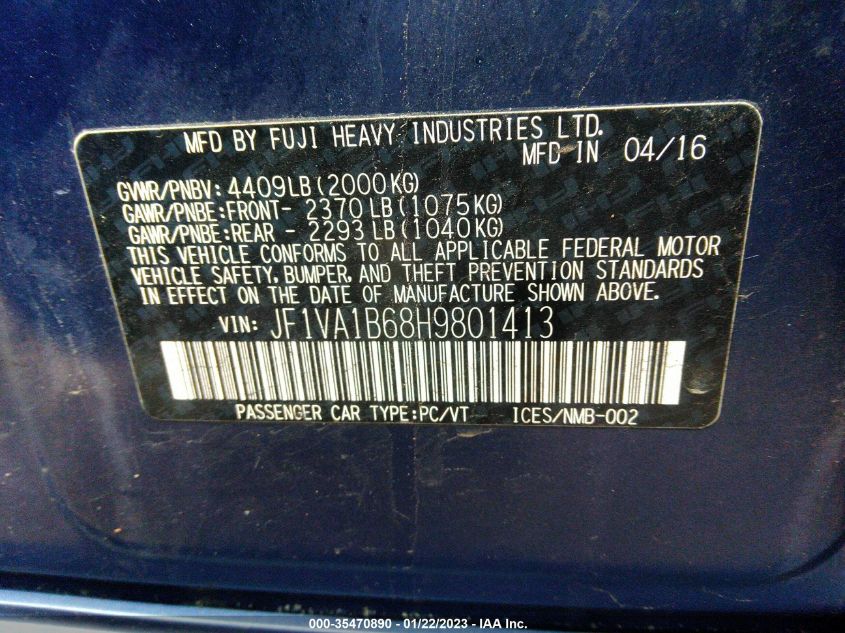 MFD BY FUJI HEAVY INDUSTRIES LTD.
MFD IN 04/16
GVWR/PNBV: 4409LB (2000KG)
GAWR/PNBE:FRONT- 2370 LB (1075KG)
GAWR/PNBE:REAR - 2293 LB (1040KG)
THIS VEHICLE CONFORMS TO ALL APPLICABLE FEDERAL MOTOR
VEHICLE SAFETY, BUMPER, AND THEFT PREVENTION STANDARDS
IN EFFECT ON THE DATE OF MANUFACTURE SHOWN ABOVE.
VIN: JF1VA1B68H9801413
PASSENGER CAR TYPE:PC/VT ICES/NMB-002
000-35470890 - 01/22/2023 - IAA Inc.